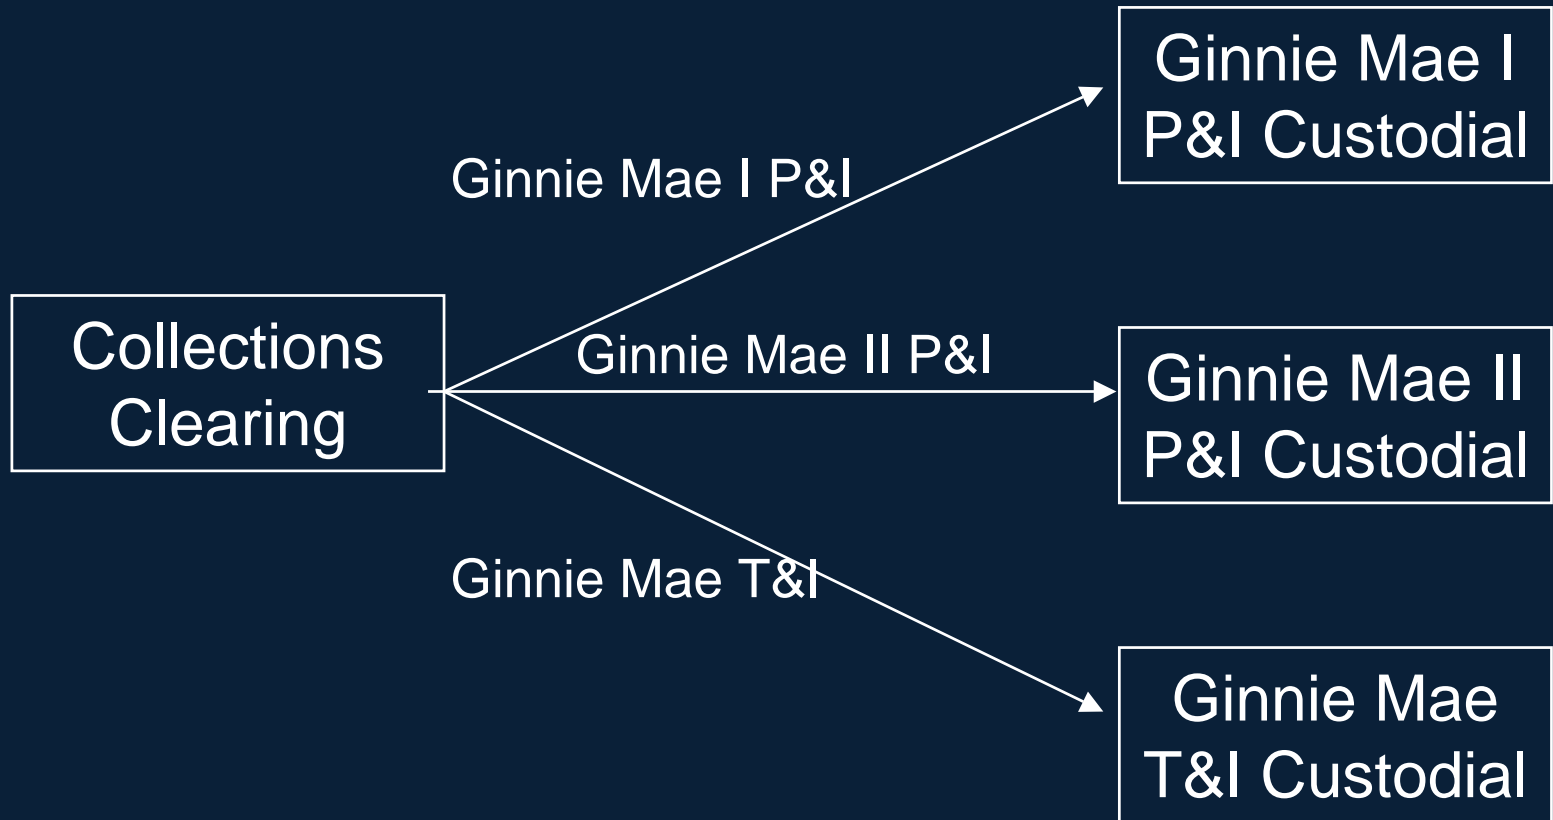 Ginnie Mae I
P&I Custodial
Ginnie Mae I P&I
Collections
Clearing
Ginnie Mae II P&I
Ginnie Mae II
P&I Custodial
Ginnie Mae T&I
Ginnie Mae
T&I Custodial